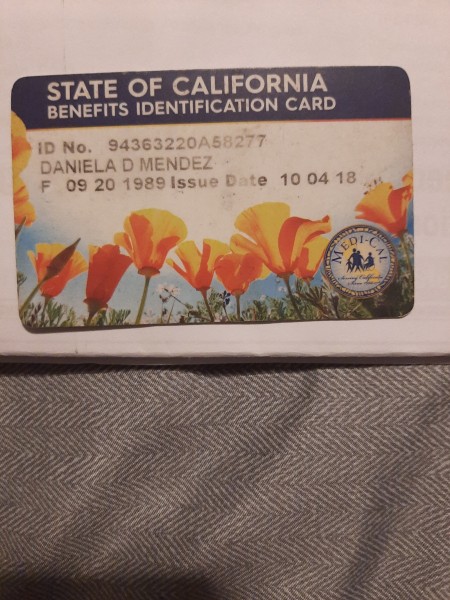 STATE OF CALIFORNIA
BENEFITS IDENTIFICATION CARD
ID No. 94363220A58277
DANIELA D MENDEZ
F 09 20 1989 Issue Date 10 04 18
MEDI-CAL